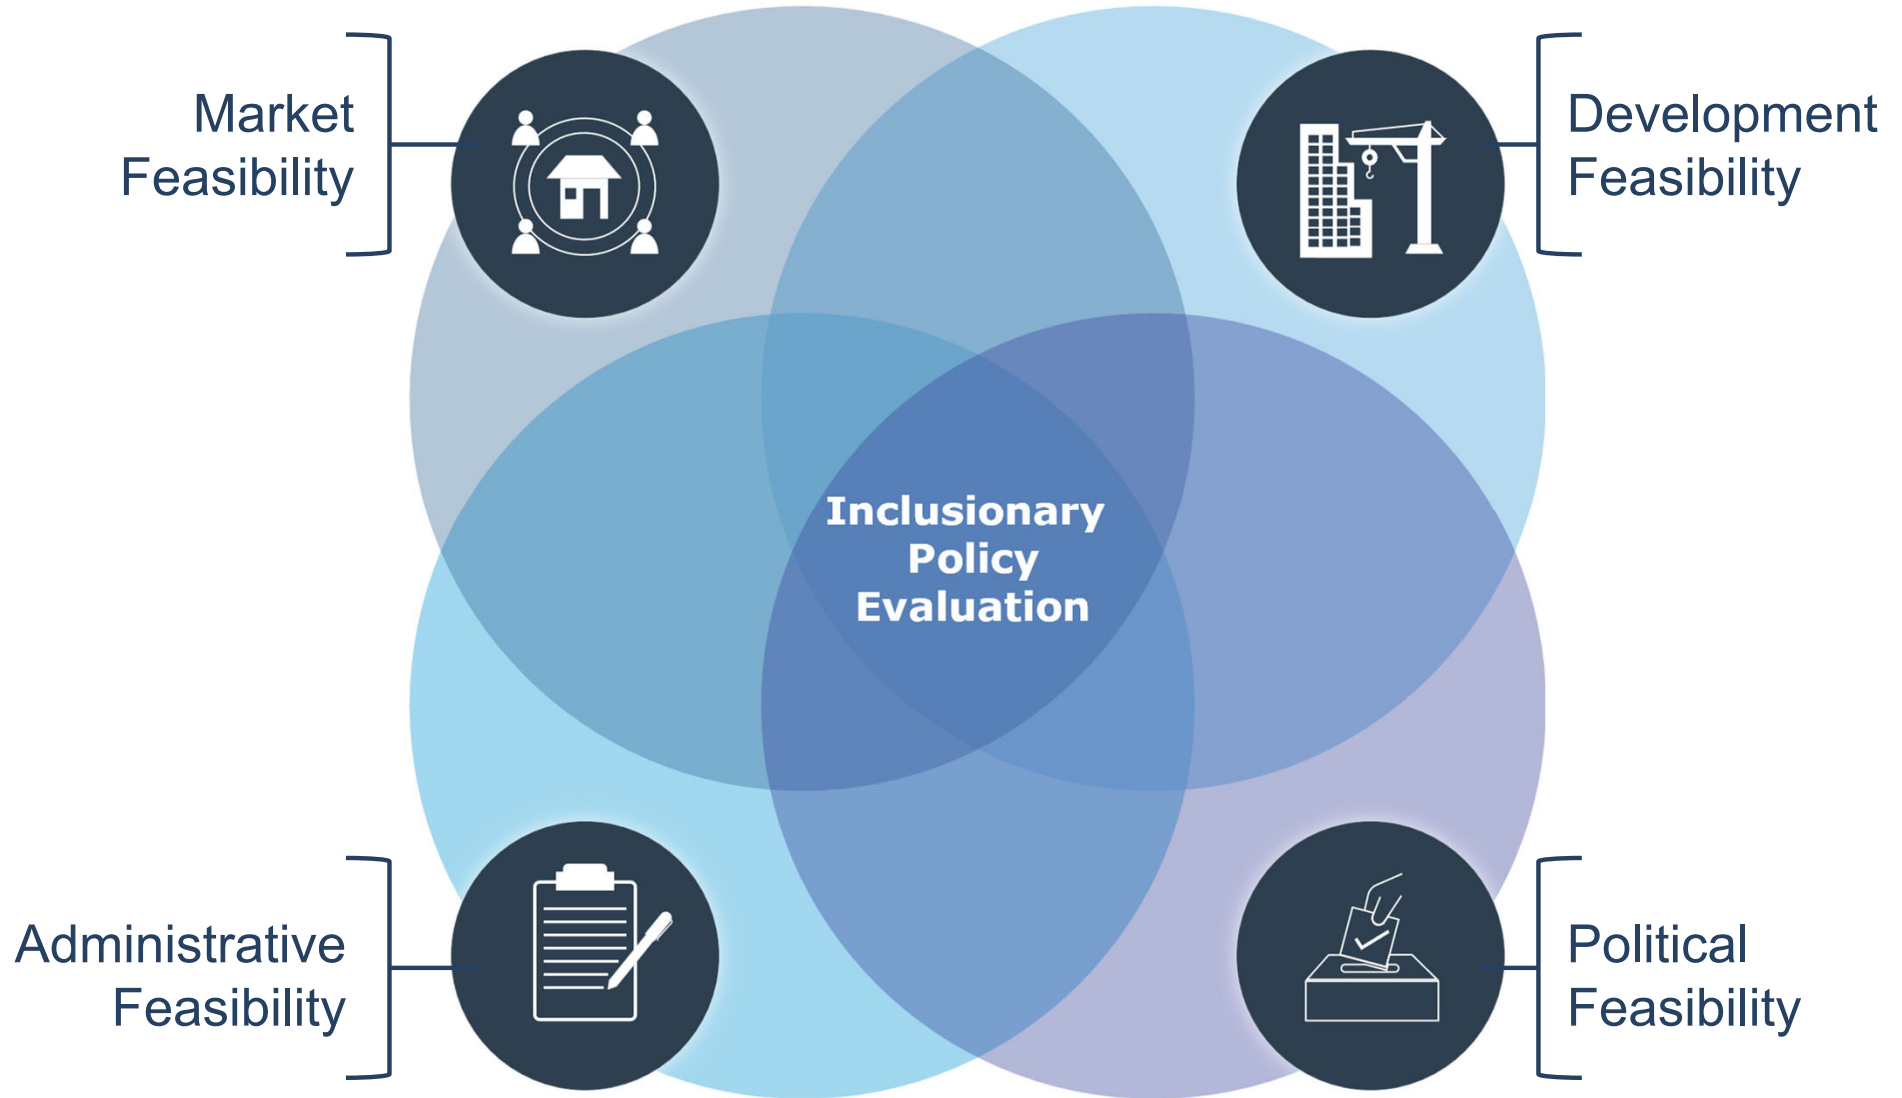 Market
Feasibility
Development
Feasibility
Inclusionary
Policy
Evaluation
Administrative
Feasibility
Political
Feasibility